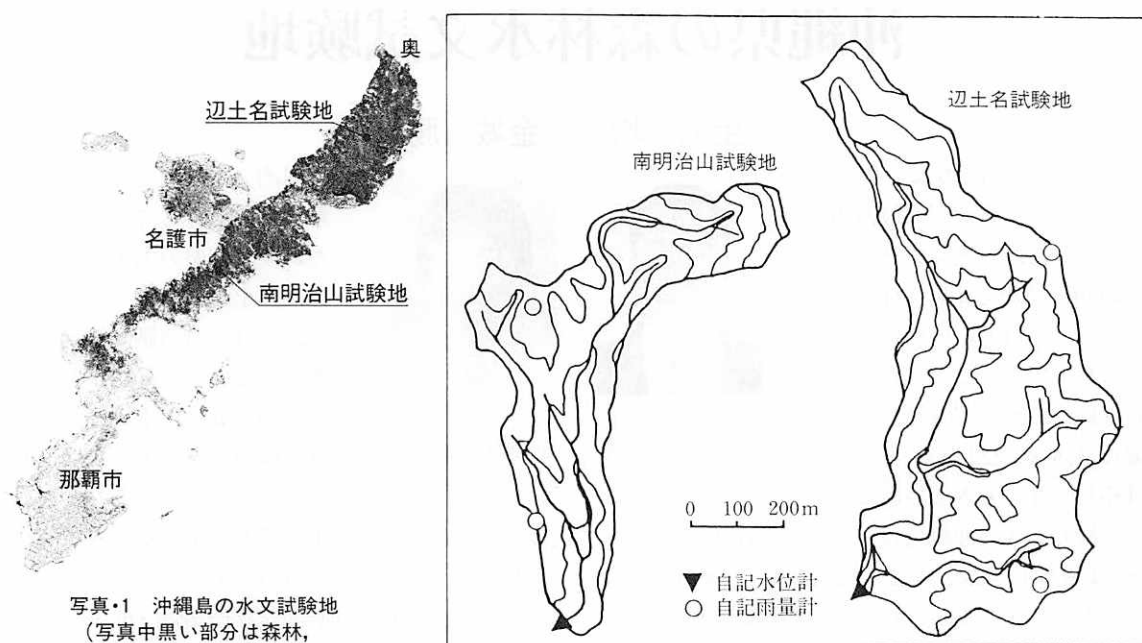 奥
辺土名試験地
名護市
南明治山試験地
那覇市
写真・1 沖縄島の水文試験地
(写真中黒い部分は森林,
辺土名試験地
南明治山試験地
0 100 200m
▼ 自記水位計
○ 自記雨量計